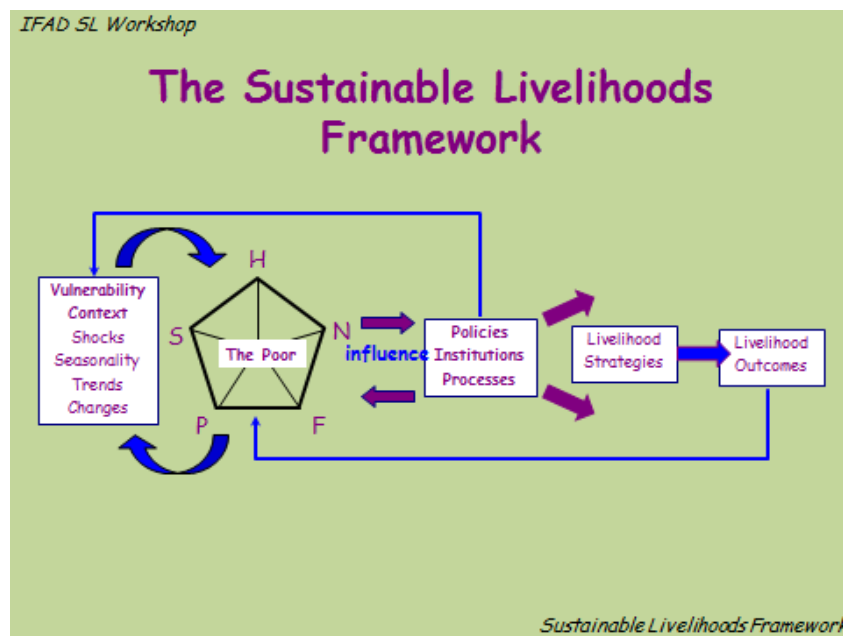 IFAD SL Workshop
The Sustainable Livelihoods
Framework
H
S
N
P
F
The Poor
Vulnerability
Context
Shocks
Seasonality
Trends
Changes
influence
Policies
Institutions
Processes
Livelihood
Strategies
Livelihood
Outcomes
Sustainable Livelihoods Framework